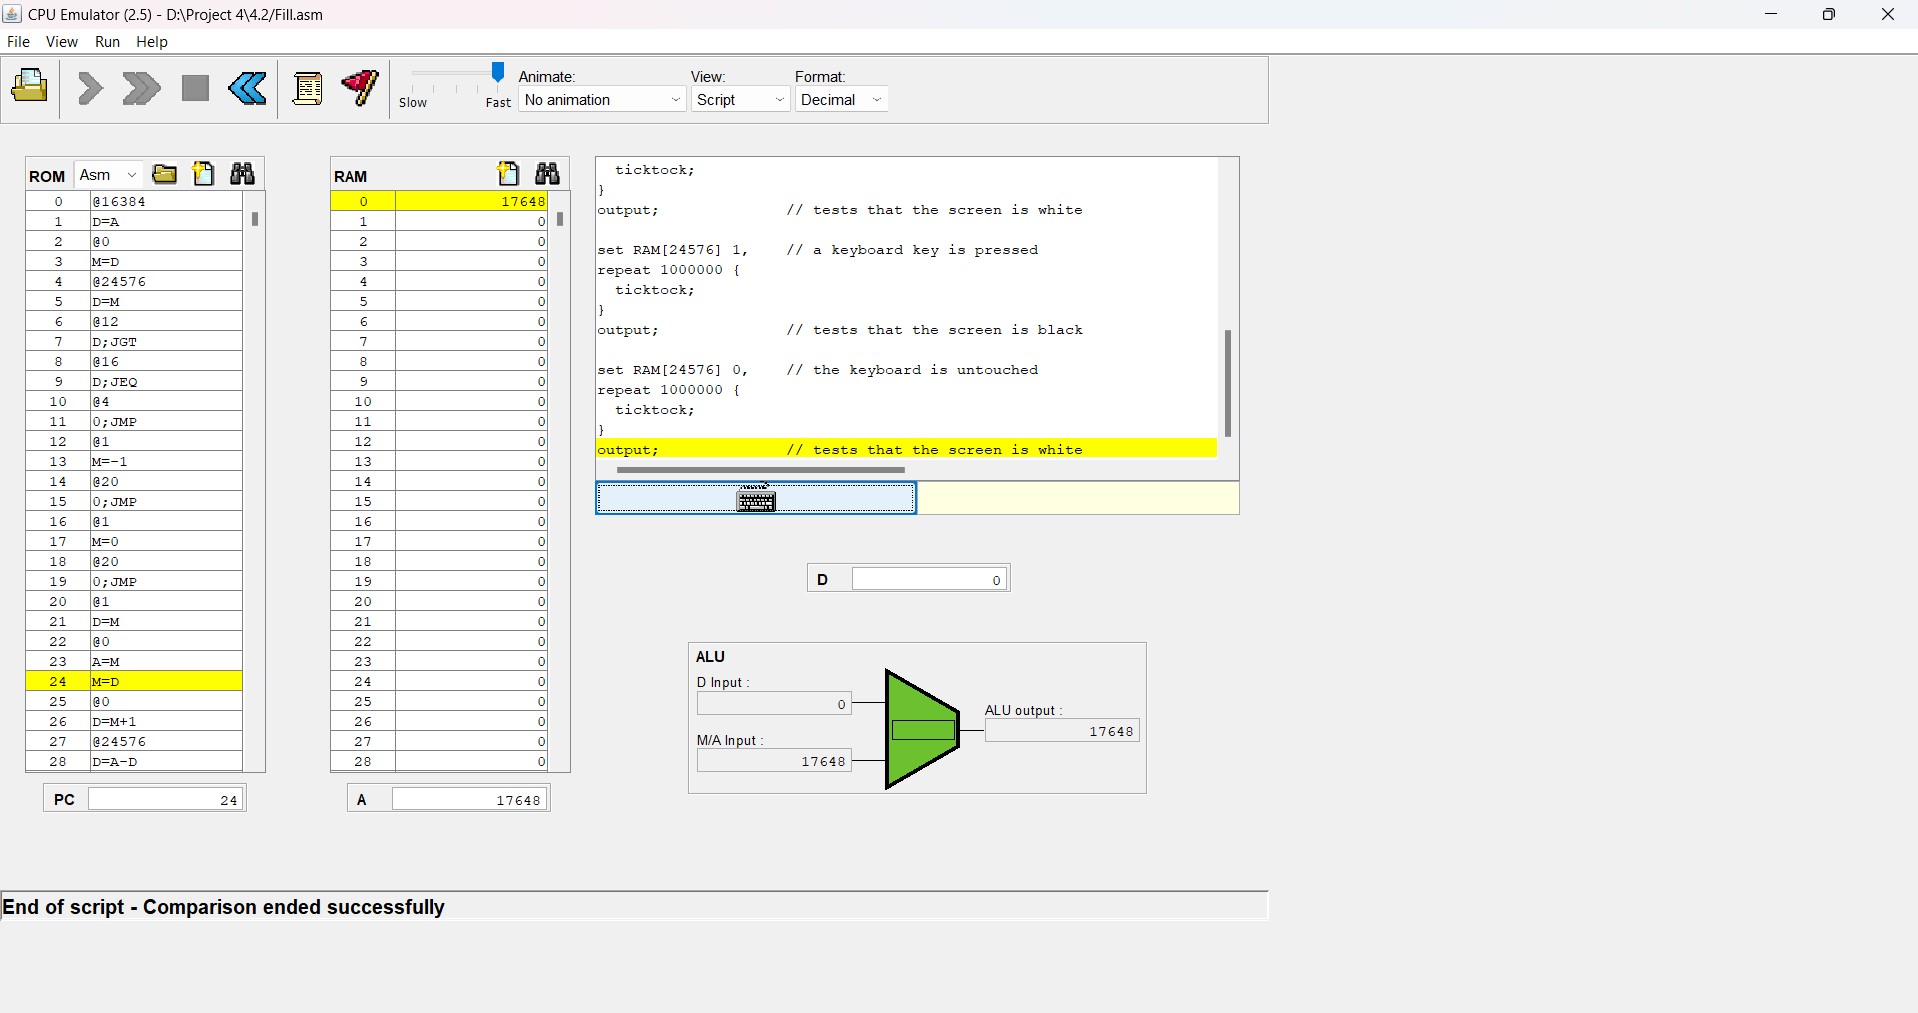 CPU Emulator (2.5) - D:\Project 4\4.2/Fill.asm
File View Run Help
Slow Fast
Animate: View: Format:
No animation Script Decimal
ROM Asm
0 @16384
1 D=A
2 @0
3 M=D
4 @24576
5 D=M
6 @12
7 D;JGT
8 @16
9 D;JEQ
10 @4
11 0;JMP
12 @1
13 M=-1
14 @20
15 0;JMP
16 @1
17 M=0
18 @20
19 0;JMP
20 @1
21 D=M
22 @0
23 A=M
24 M=D
25 @0
26 D=M+1
27 @24576
28 D=A-D
PC 24
RAM
0 17648
1 0
2 0
3 0
4 0
5 0
6 0
7 0
8 0
9 0
10 0
11 0
12 0
13 0
14 0
15 0
16 0
17 0
18 0
19 0
20 0
21 0
22 0
23 0
24 0
25 0
26 0
27 0
28 0
A 17648
ticktock;
}
output; // tests that the screen is white
set RAM[24576] 1, // a keyboard key is pressed
repeat 1000000 {
ticktock;
}
output; // tests that the screen is black
set RAM[24576] 0, // the keyboard is untouched
repeat 1000000 {
ticktock;
}
output; // tests that the screen is white
D 0
ALU
D Input :
0
M/A Input :
17648
ALU output :
17648
End of script - Comparison ended successfully